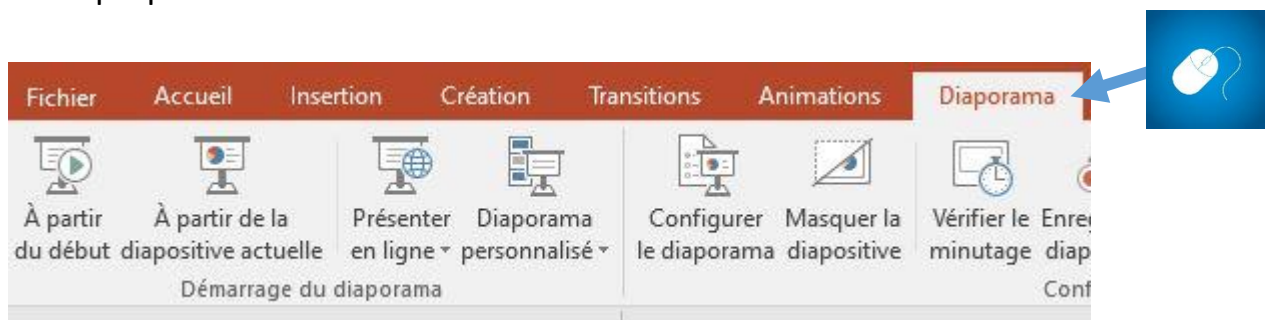 Fichier Accueil Insertion Création Transitions Animations Diaporama
À partir du début
À partir de la diapositive actuelle
Présenter en ligne
Diaporama personnalisé
Configurer le diaporama
Masquer la diapositive
Vérifier le minutage
Démarrage du diaporama